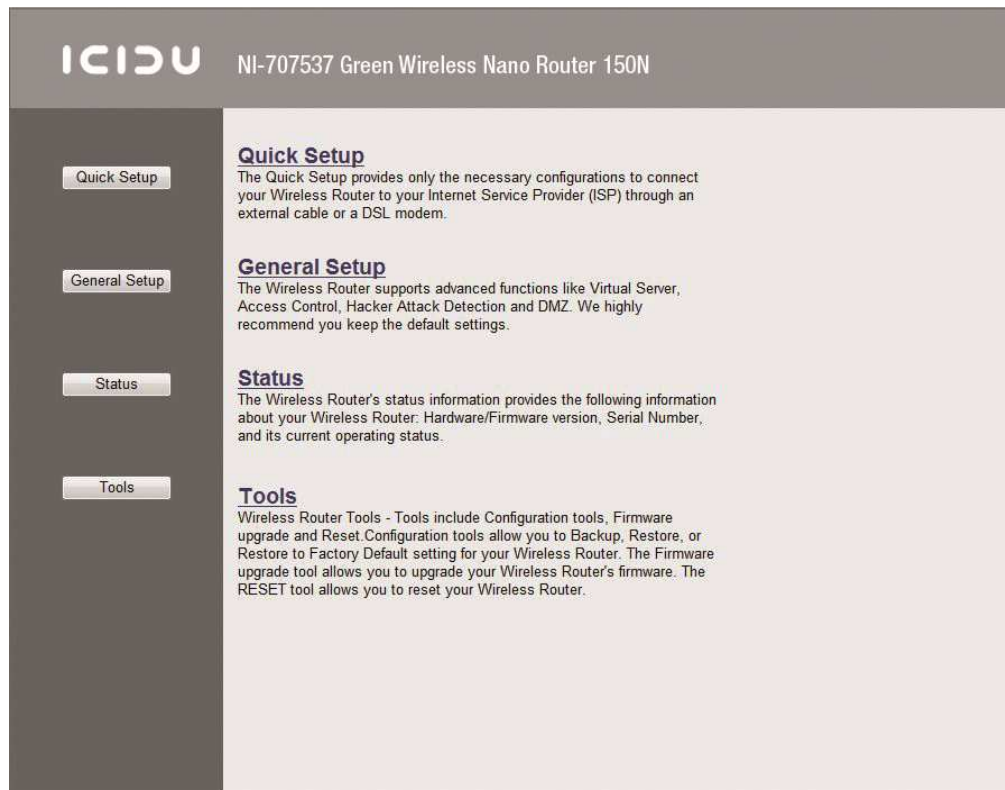 ICIDU NI-707537 Green Wireless Nano Router 150N
Quick Setup
Quick Setup
The Quick Setup provides only the necessary configurations to connect
your Wireless Router to your Internet Service Provider (ISP) through an
external cable or a DSL modem.
General Setup
General Setup
The Wireless Router supports advanced functions like Virtual Server,
Access Control, Hacker Attack Detection and DMZ. We highly
recommend you keep the default settings.
Status
Status
The Wireless Router's status information provides the following information
about your Wireless Router: Hardware/Firmware version, Serial Number,
and its current operating status.
Tools
Tools
Wireless Router Tools - Tools include Configuration tools, Firmware
upgrade and Reset.Configuration tools allow you to Backup, Restore, or
Restore to Factory Default setting for your Wireless Router. The Firmware
upgrade tool allows you to upgrade your Wireless Router's firmware. The
RESET tool allows you to reset your Wireless Router.